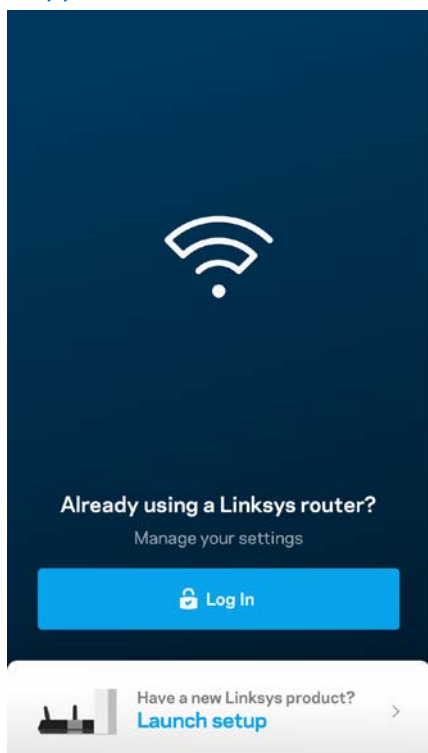 Already using a Linksys router?
Manage your settings
Log In
Have a new Linksys product?
Launch setup